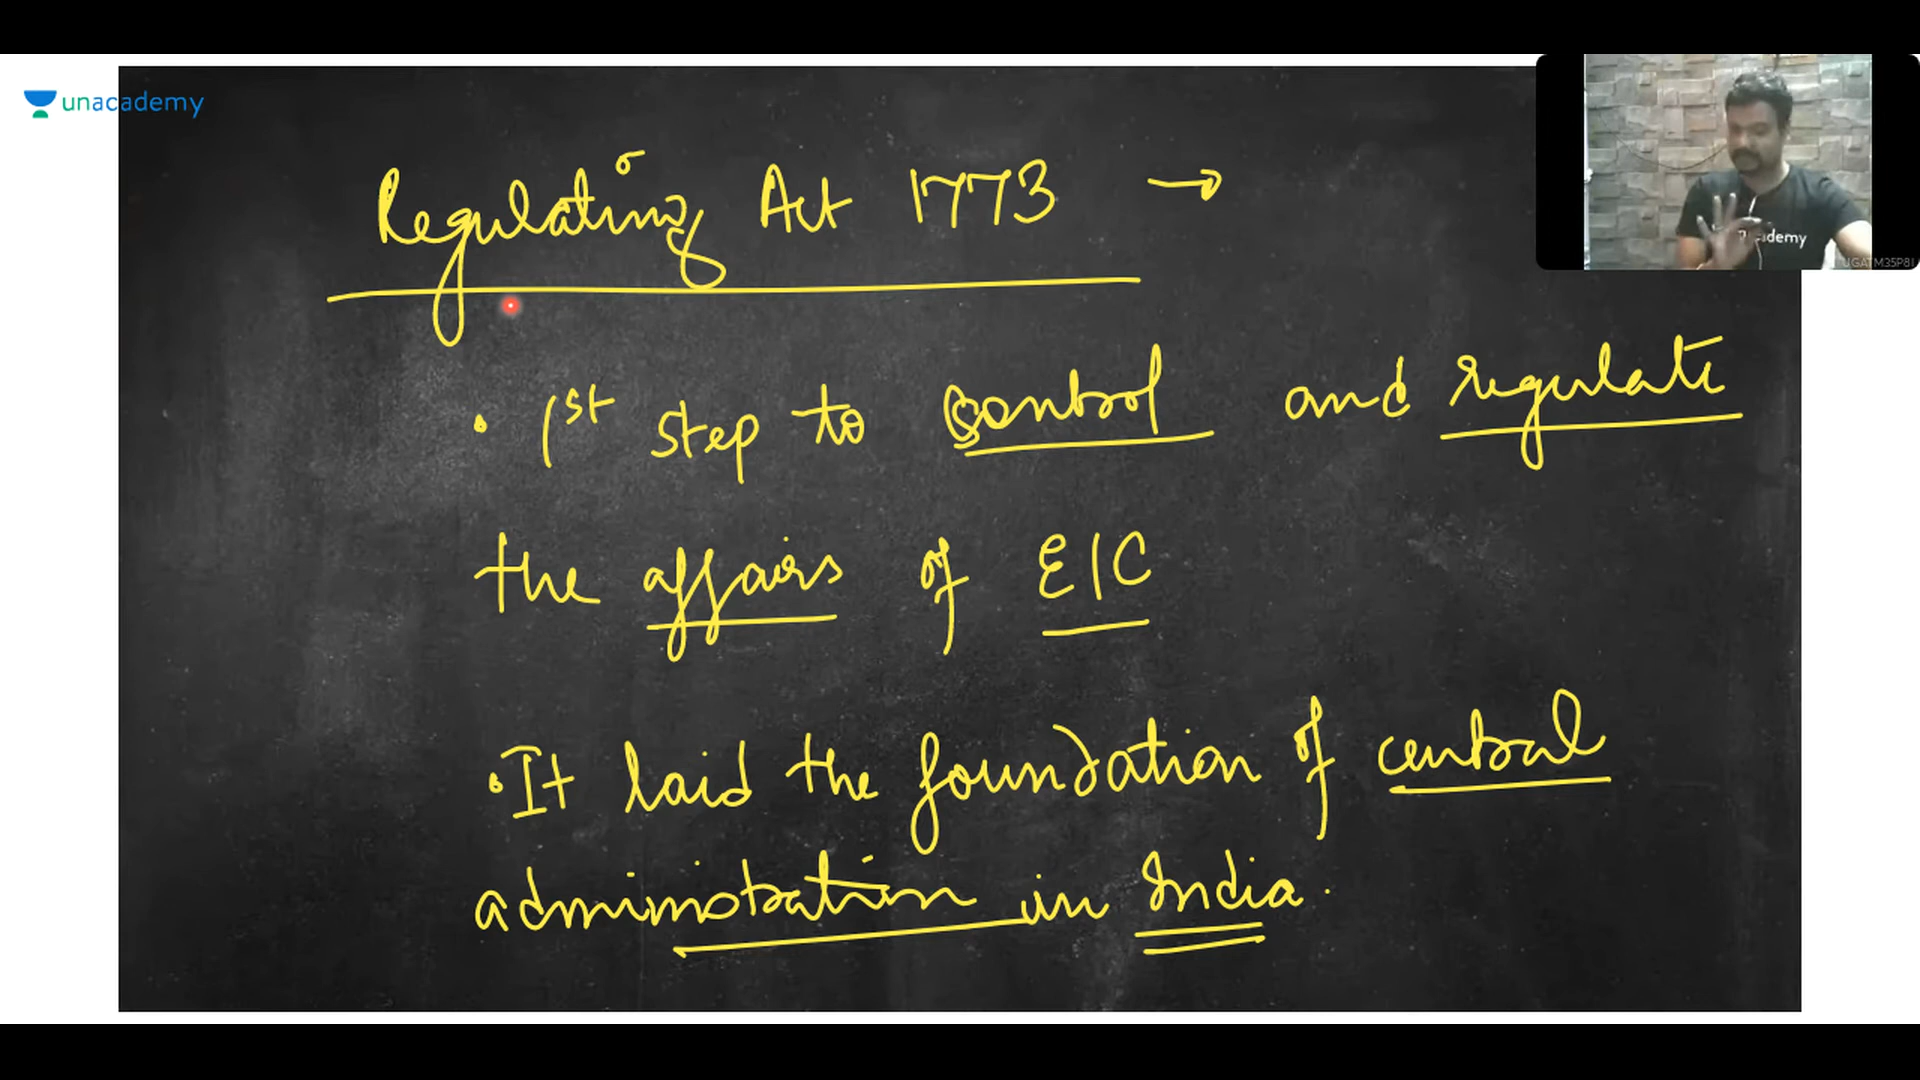 unacademy
Regulating Act 1773 →
• 1st step to control and regulate
the affairs of EIC
• It laid the foundation of central
administration in India.
UGATM35P8I